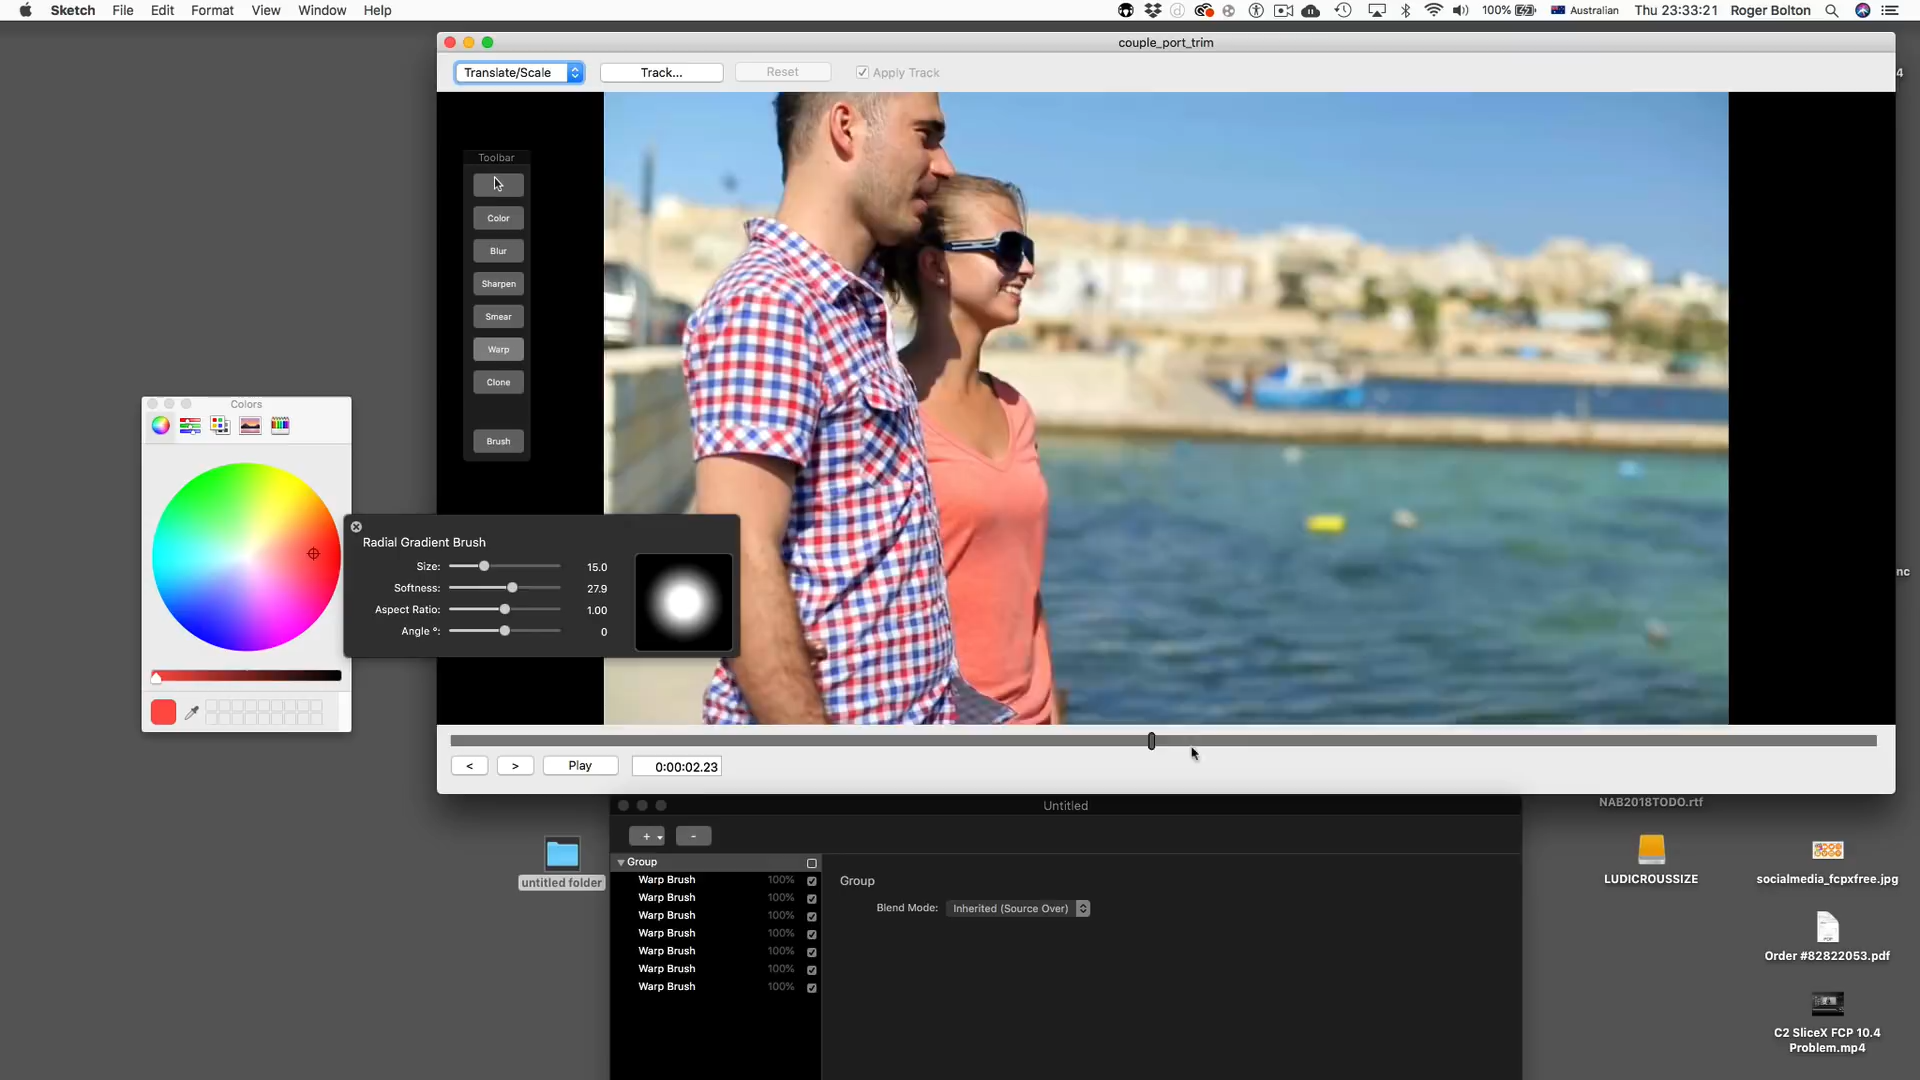 Sketch File Edit Format View Window Help 100% Australian Thu 23:33:21 Roger Bolton
couple_port_trim
Translate/Scale Track... Reset Apply Track
4
Toolbar
Color
Blur
Sharpen
Smear
Warp
Clone
Brush
Colors
Radial Gradient Brush
Size: 15.0
Softness: 27.9
Aspect Ratio: 1.00
Angle °: 0
nc
< > Play 0:00:02.23
Untitled
+ -
Group
Warp Brush 100%
Warp Brush 100%
Warp Brush 100%
Warp Brush 100%
Warp Brush 100%
Warp Brush 100%
Warp Brush 100%
Group
Blend Mode: Inherited (Source Over)
untitled folder
NAB2018TODO.rtf
LUDICROUSSIZE
socialmedia_fcpxfree.jpg
Order #82822053.pdf
C2 SliceX FCP 10.4
Problem.mp4